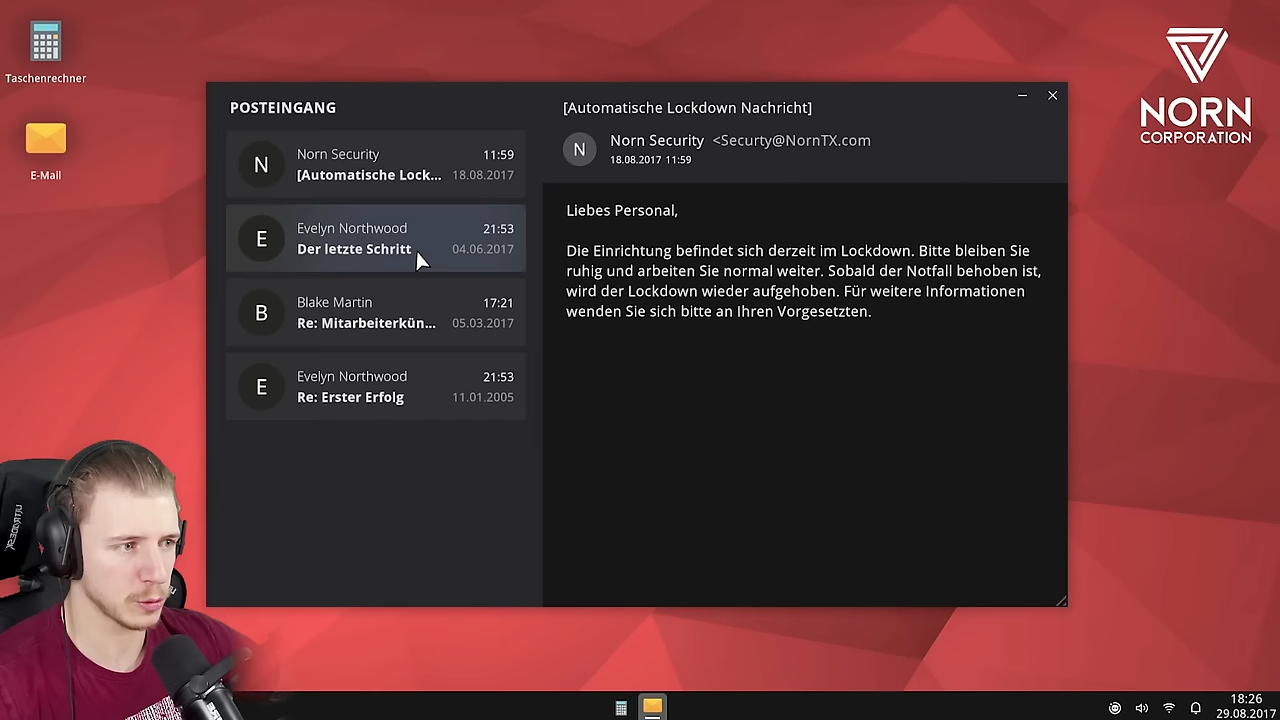 Taschenrechner
E-Mail
NORN
CORPORATION
POSTEINGANG
N
Norn Security 11:59
[Automatische Lock... 18.08.2017
E
Evelyn Northwood 21:53
Der letzte Schritt 04.06.2017
B
Blake Martin 17:21
Re: Mitarbeiterkün... 05.03.2017
E
Evelyn Northwood 21:53
Re: Erster Erfolg 11.01.2005
[Automatische Lockdown Nachricht]
N
Norn Security <Securty@NornTX.com
18.08.2017 11:59
Liebes Personal,
Die Einrichtung befindet sich derzeit im Lockdown. Bitte bleiben Sie
ruhig und arbeiten Sie normal weiter. Sobald der Notfall behoben ist,
wird der Lockdown wieder aufgehoben. Für weitere Informationen
wenden Sie sich bitte an Ihren Vorgesetzten.
18:26
29.08.2017